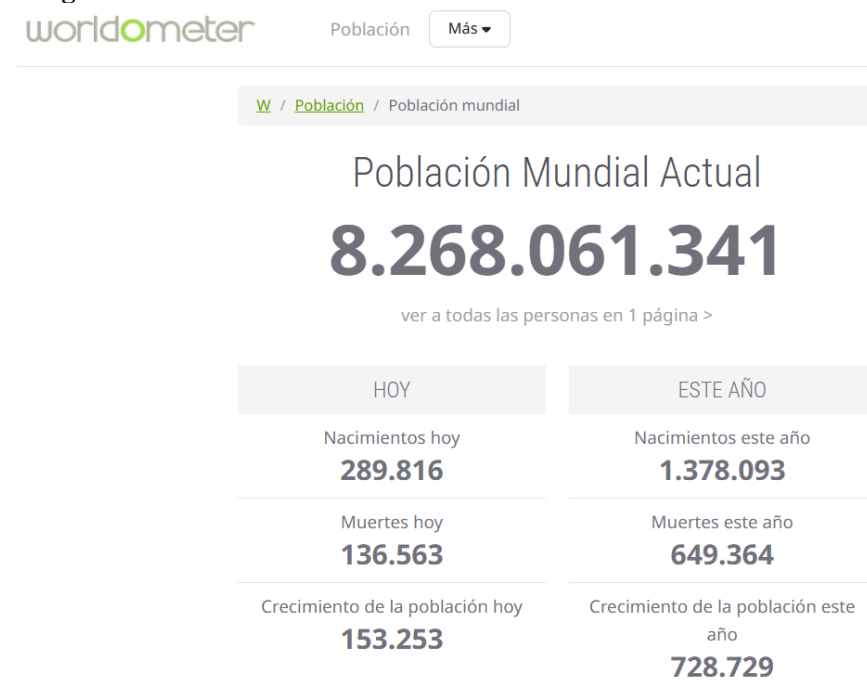 worldometer
Población Más
W / Población / Población mundial
Población Mundial Actual
8.268.061.341
ver a todas las personas en 1 página >
HOY
Nacimientos hoy
289.816
Muertes hoy
136.563
Crecimiento de la población hoy
153.253
ESTE AÑO
Nacimientos este año
1.378.093
Muertes este año
649.364
Crecimiento de la población este
año
728.729